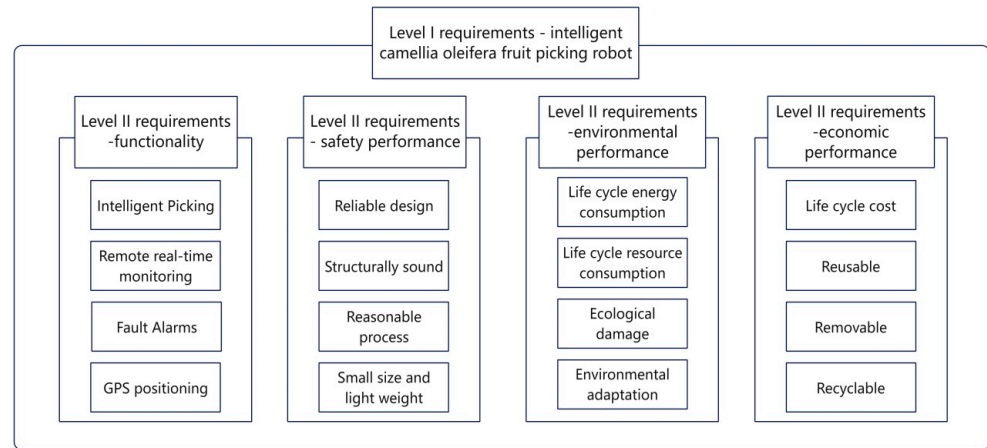 Level I requirements - intelligent
camellia oleifera fruit picking robot
Level II requirements
-functionality
Intelligent Picking
Remote real-time
monitoring
Fault Alarms
GPS positioning
Level II requirements
- safety performance
Reliable design
Structurally sound
Reasonable
process
Small size and
light weight
Level II requirements
-environmental
performance
Life cycle energy
consumption
Life cycle resource
consumption
Ecological
damage
Environmental
adaptation
Level II requirements
-economic
performance
Life cycle cost
Reusable
Removable
Recyclable